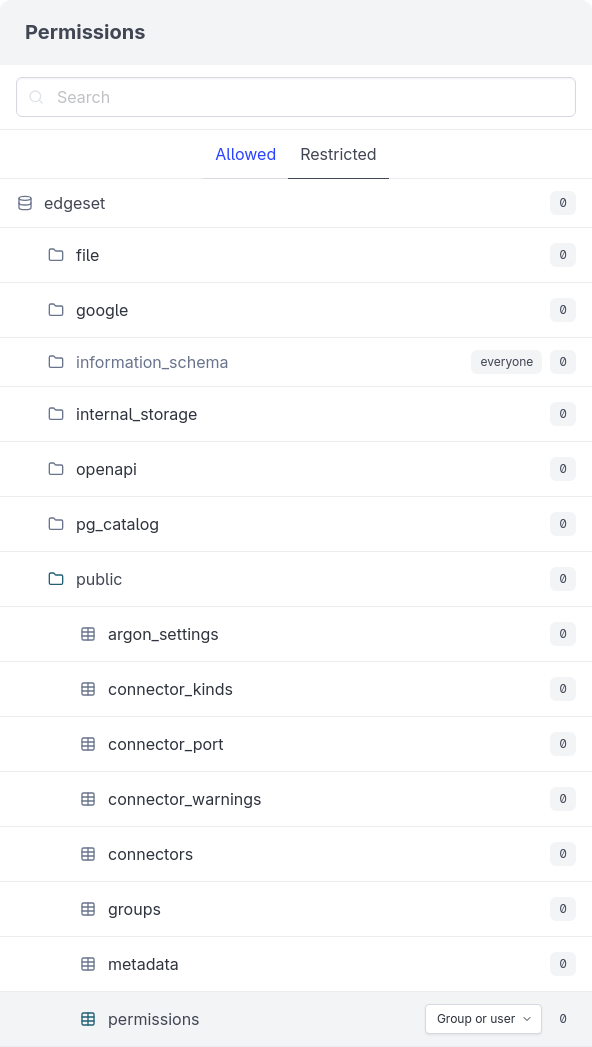 Permissions
Search
Allowed Restricted
edgeset 0
file 0
google 0
information_schema everyone 0
internal_storage 0
openapi 0
pg_catalog 0
public 0
argon_settings 0
connector_kinds 0
connector_port 0
connector_warnings 0
connectors 0
groups 0
metadata 0
permissions Group or user 0